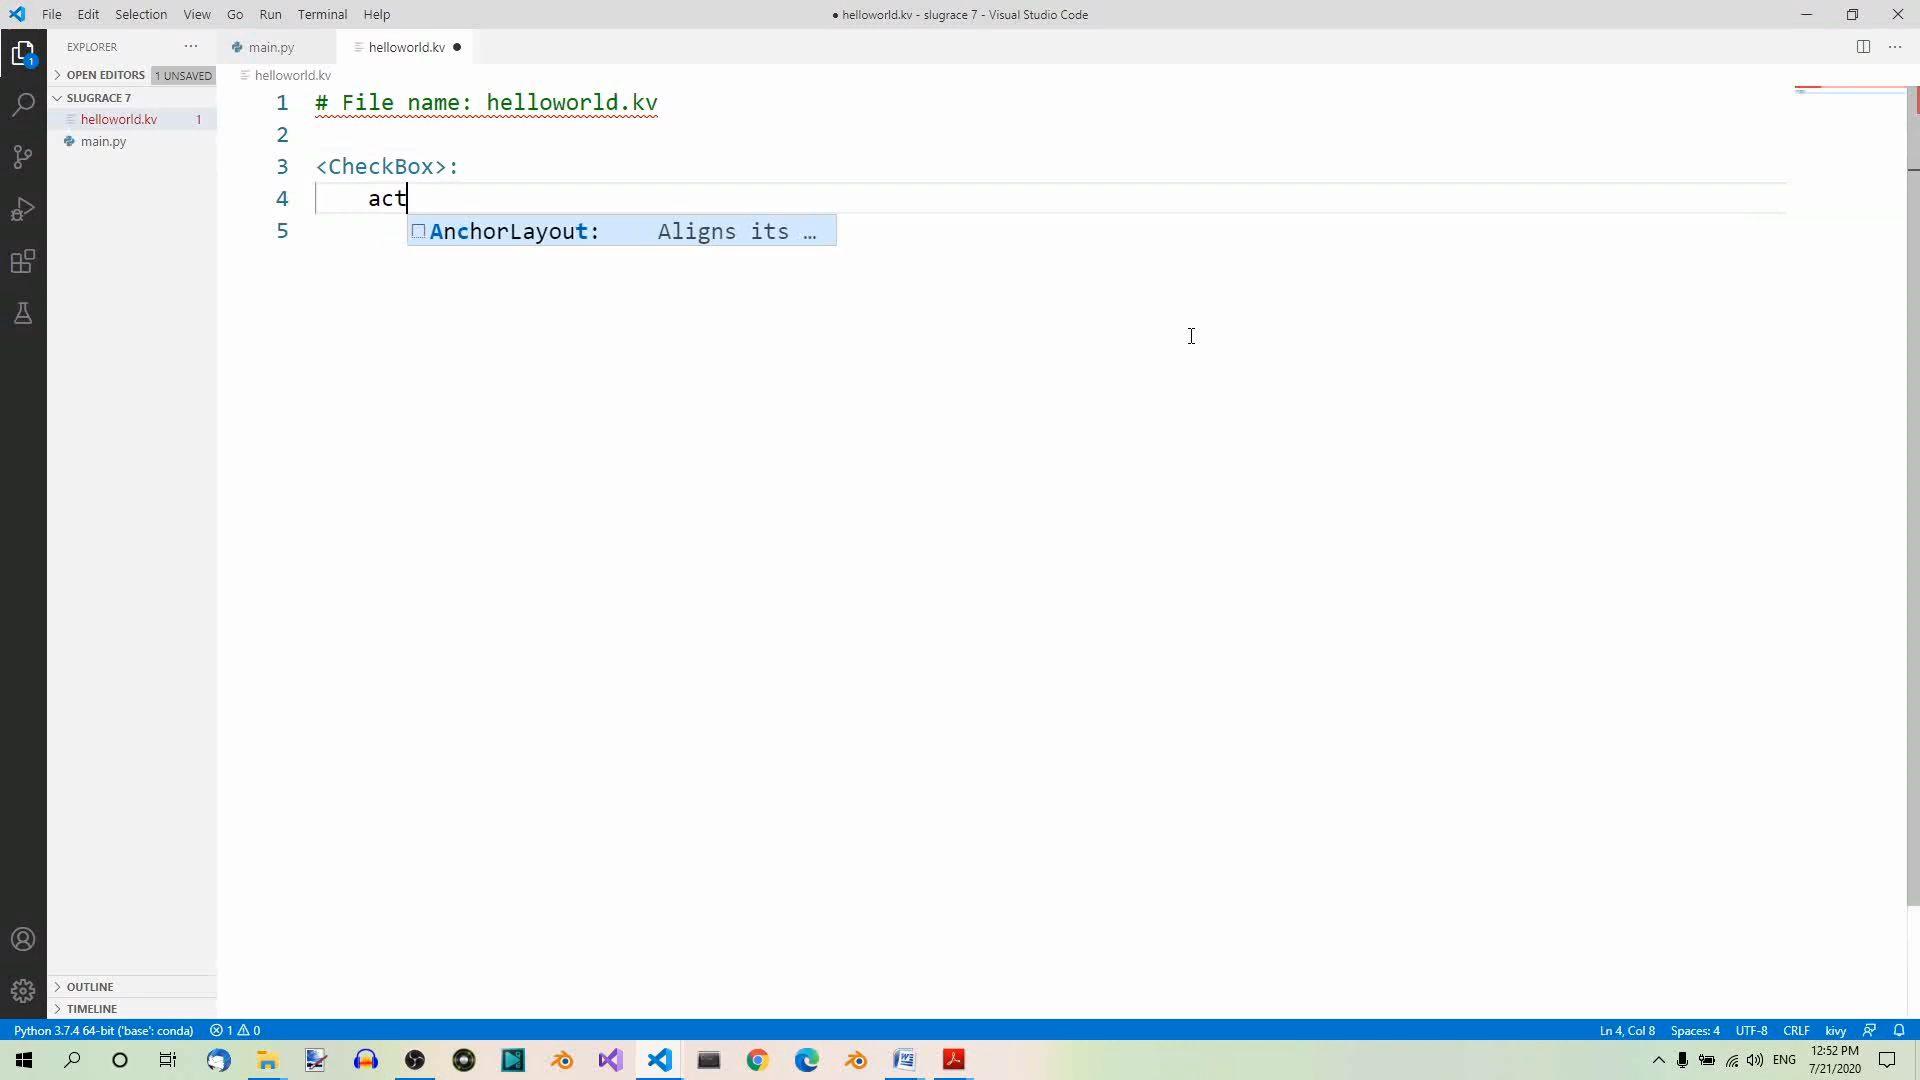 File Edit Selection View Go Run Terminal Help
● helloworld.kv - slugrace 7 - Visual Studio Code
EXPLORER
main.py
helloworld.kv
OPEN EDITORS 1 UNSAVED
helloworld.kv
SLUGRACE 7
helloworld.kv 1
main.py
1 # File name: helloworld.kv
2
3 <CheckBox>:
4 act
AnchorLayout: Aligns its …
5
1
OUTLINE
TIMELINE
Python 3.7.4 64-bit ('base': conda) 1 0
Ln 4, Col 8 Spaces: 4 UTF-8 CRLF kivy
ENG
12:52 PM
7/21/2020